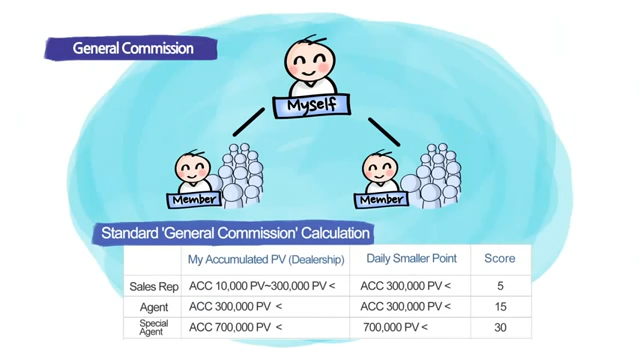 General Commission
Myself
Member Member
Standard 'General Commission' Calculation
My Accumulated PV (Dealership) Daily Smaller Point Score
Sales Rep ACC 10,000 PV~300,000 PV < ACC 300,000 PV < 5
Agent ACC 300,000 PV < ACC 300,000 PV < 15
Special
Agent ACC 700,000 PV < 700,000 PV < 30